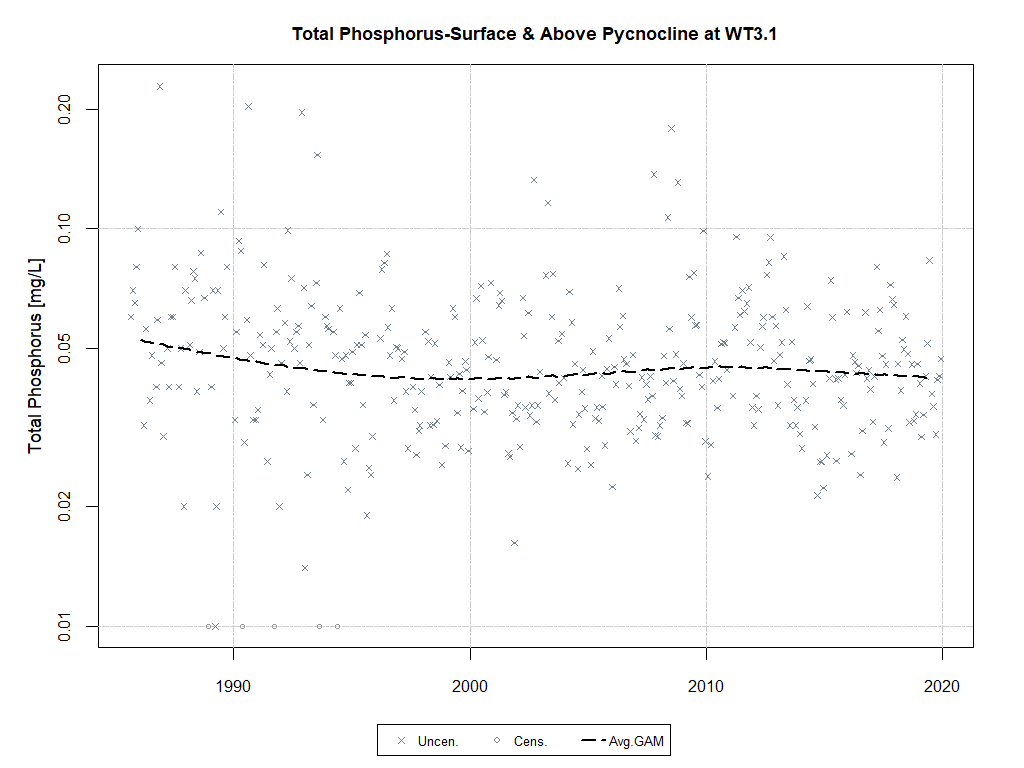 Total Phosphorus-Surface & Above Pycnocline at WT3.1
Total Phosphorus [mg/L]
0.20
0.10
0.05
0.02
0.01
1990
2000
2010
2020
Uncen.
Cens.
Avg.GAM